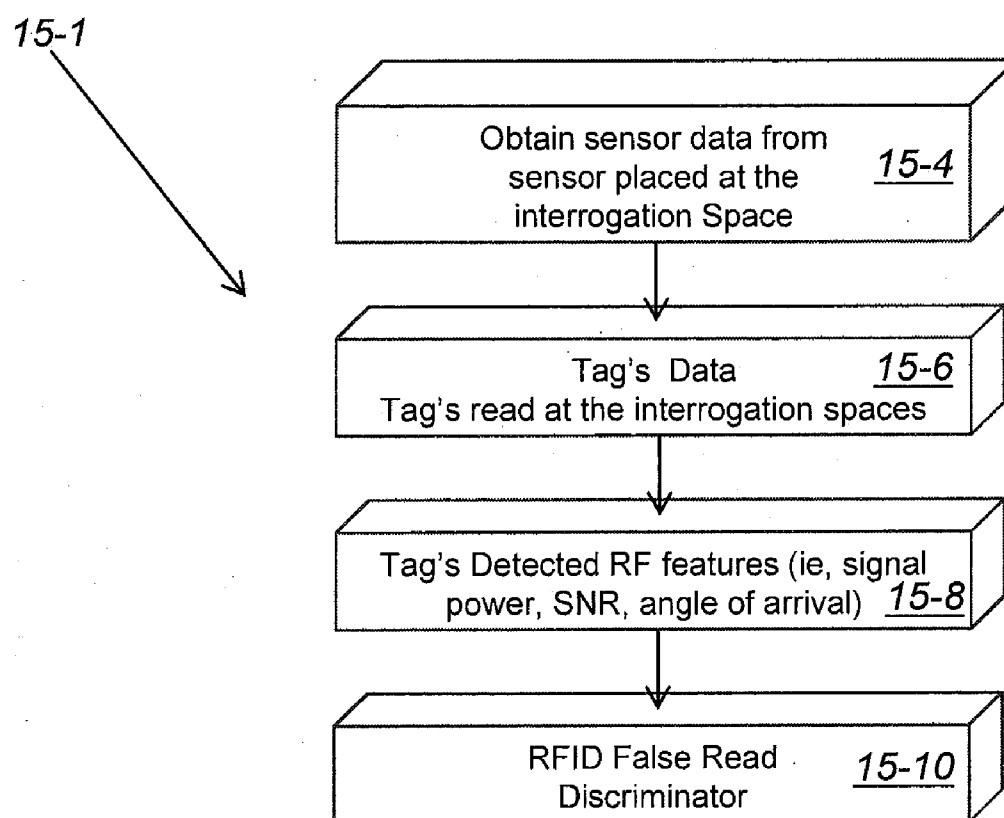 15-1
Obtain sensor data from
sensor placed at the
interrogation Space
15-4
Tag's Data
Tag's read at the interrogation spaces
15-6
Tag's Detected RF features (ie, signal
power, SNR, angle of arrival)
15-8
RFID False Read
Discriminator
15-10